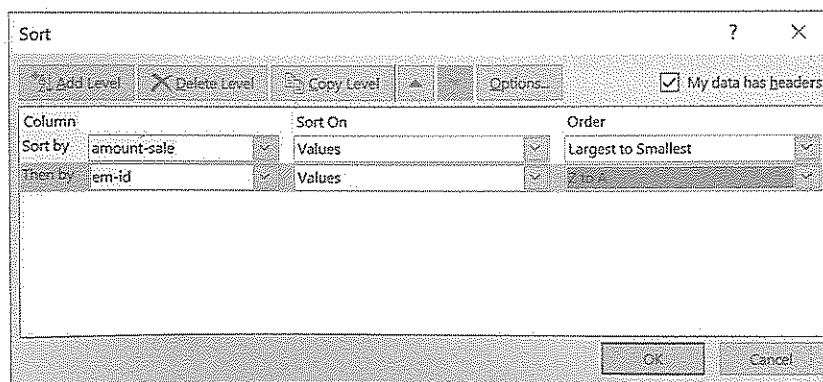 Sort ? ×
Add Level Delete Level Copy Level Options... My data has headers
Column Sort On Order
Sort by amount-sale Values Largest to Smallest
Then by em-id Values Z to A
OK Cancel